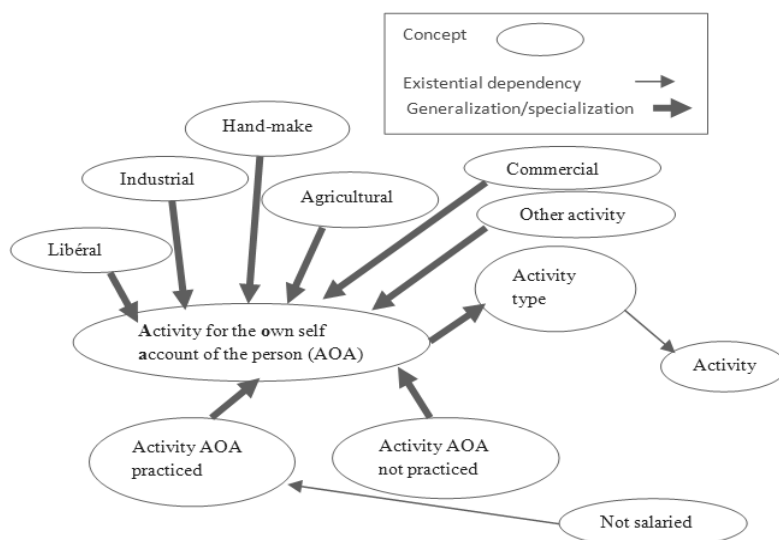 Concept
Existential dependency
Generalization/specialization
Hand-make
Industrial
Agricultural
Commercial
Other activity
Libéral
Activity
type
Activity for the own self
account of the person (AOA)
Activity
Activity AOA
practiced
Activity AOA
not practiced
Not salaried